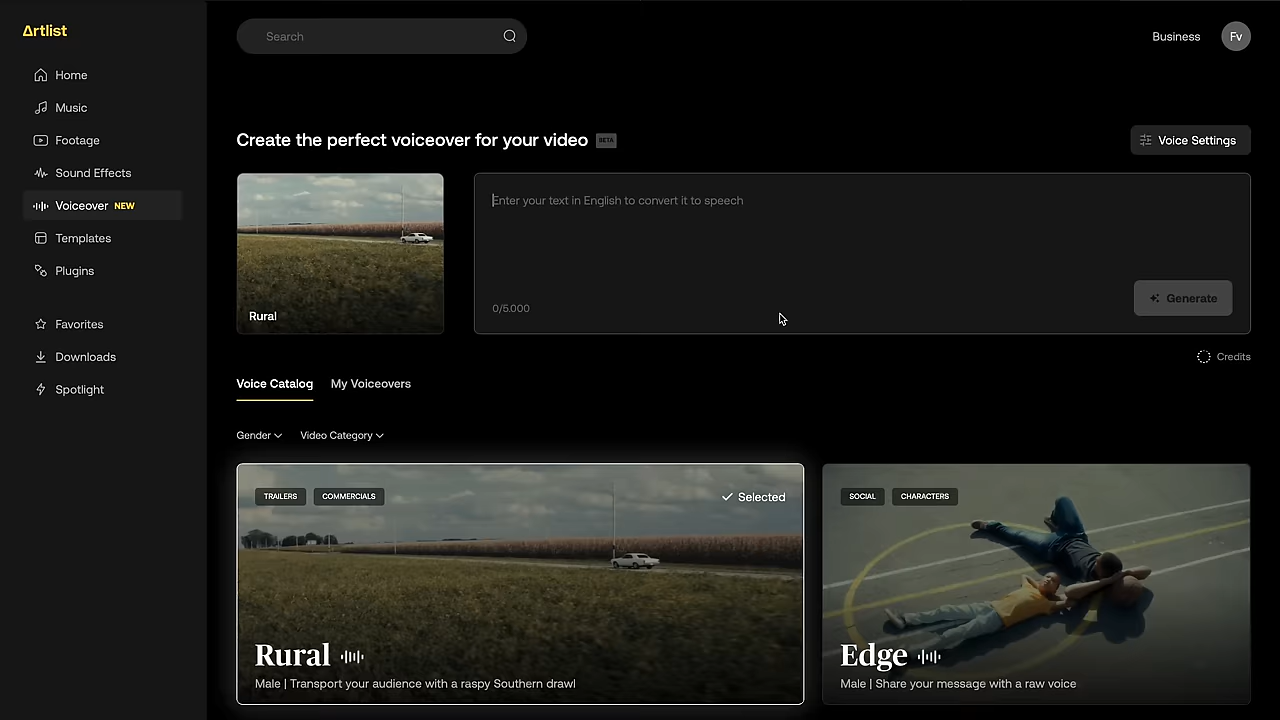 Artlist
Search
Business
Fv
Home
Music
Footage
Sound Effects
Voiceover NEW
Templates
Plugins
Favorites
Downloads
Spotlight
Create the perfect voiceover for your video BETA
Voice Settings
Rural
Enter your text in English to convert it to speech
0/5.000
Generate
Credits
Voice Catalog
My Voiceovers
Gender
Video Category
TRAILERS
COMMERCIALS
Selected
Rural
Male | Transport your audience with a raspy Southern drawl
SOCIAL
CHARACTERS
Edge
Male | Share your message with a raw voice